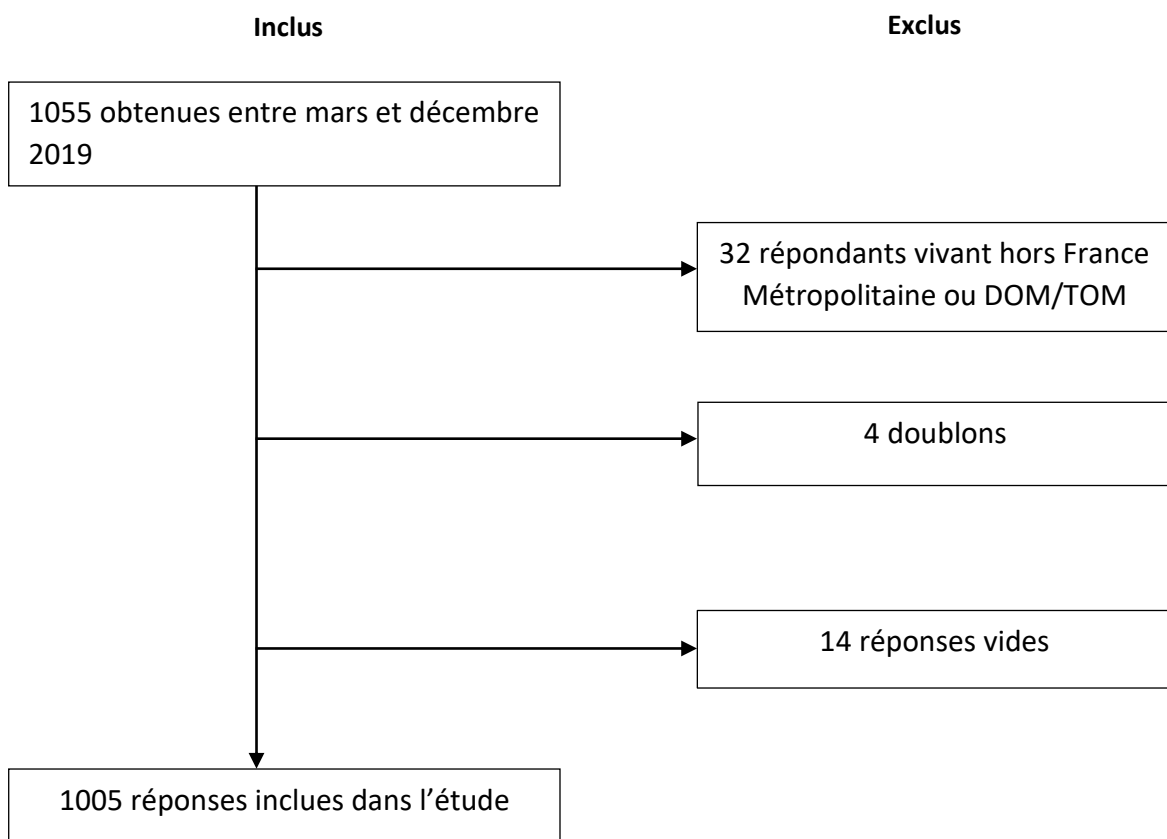 Inclus
Exclus
1055 obtenues entre mars et décembre
2019
32 répondants vivant hors France
Métropolitaine ou DOM/TOM
4 doublons
14 réponses vides
1005 réponses inclues dans l'étude